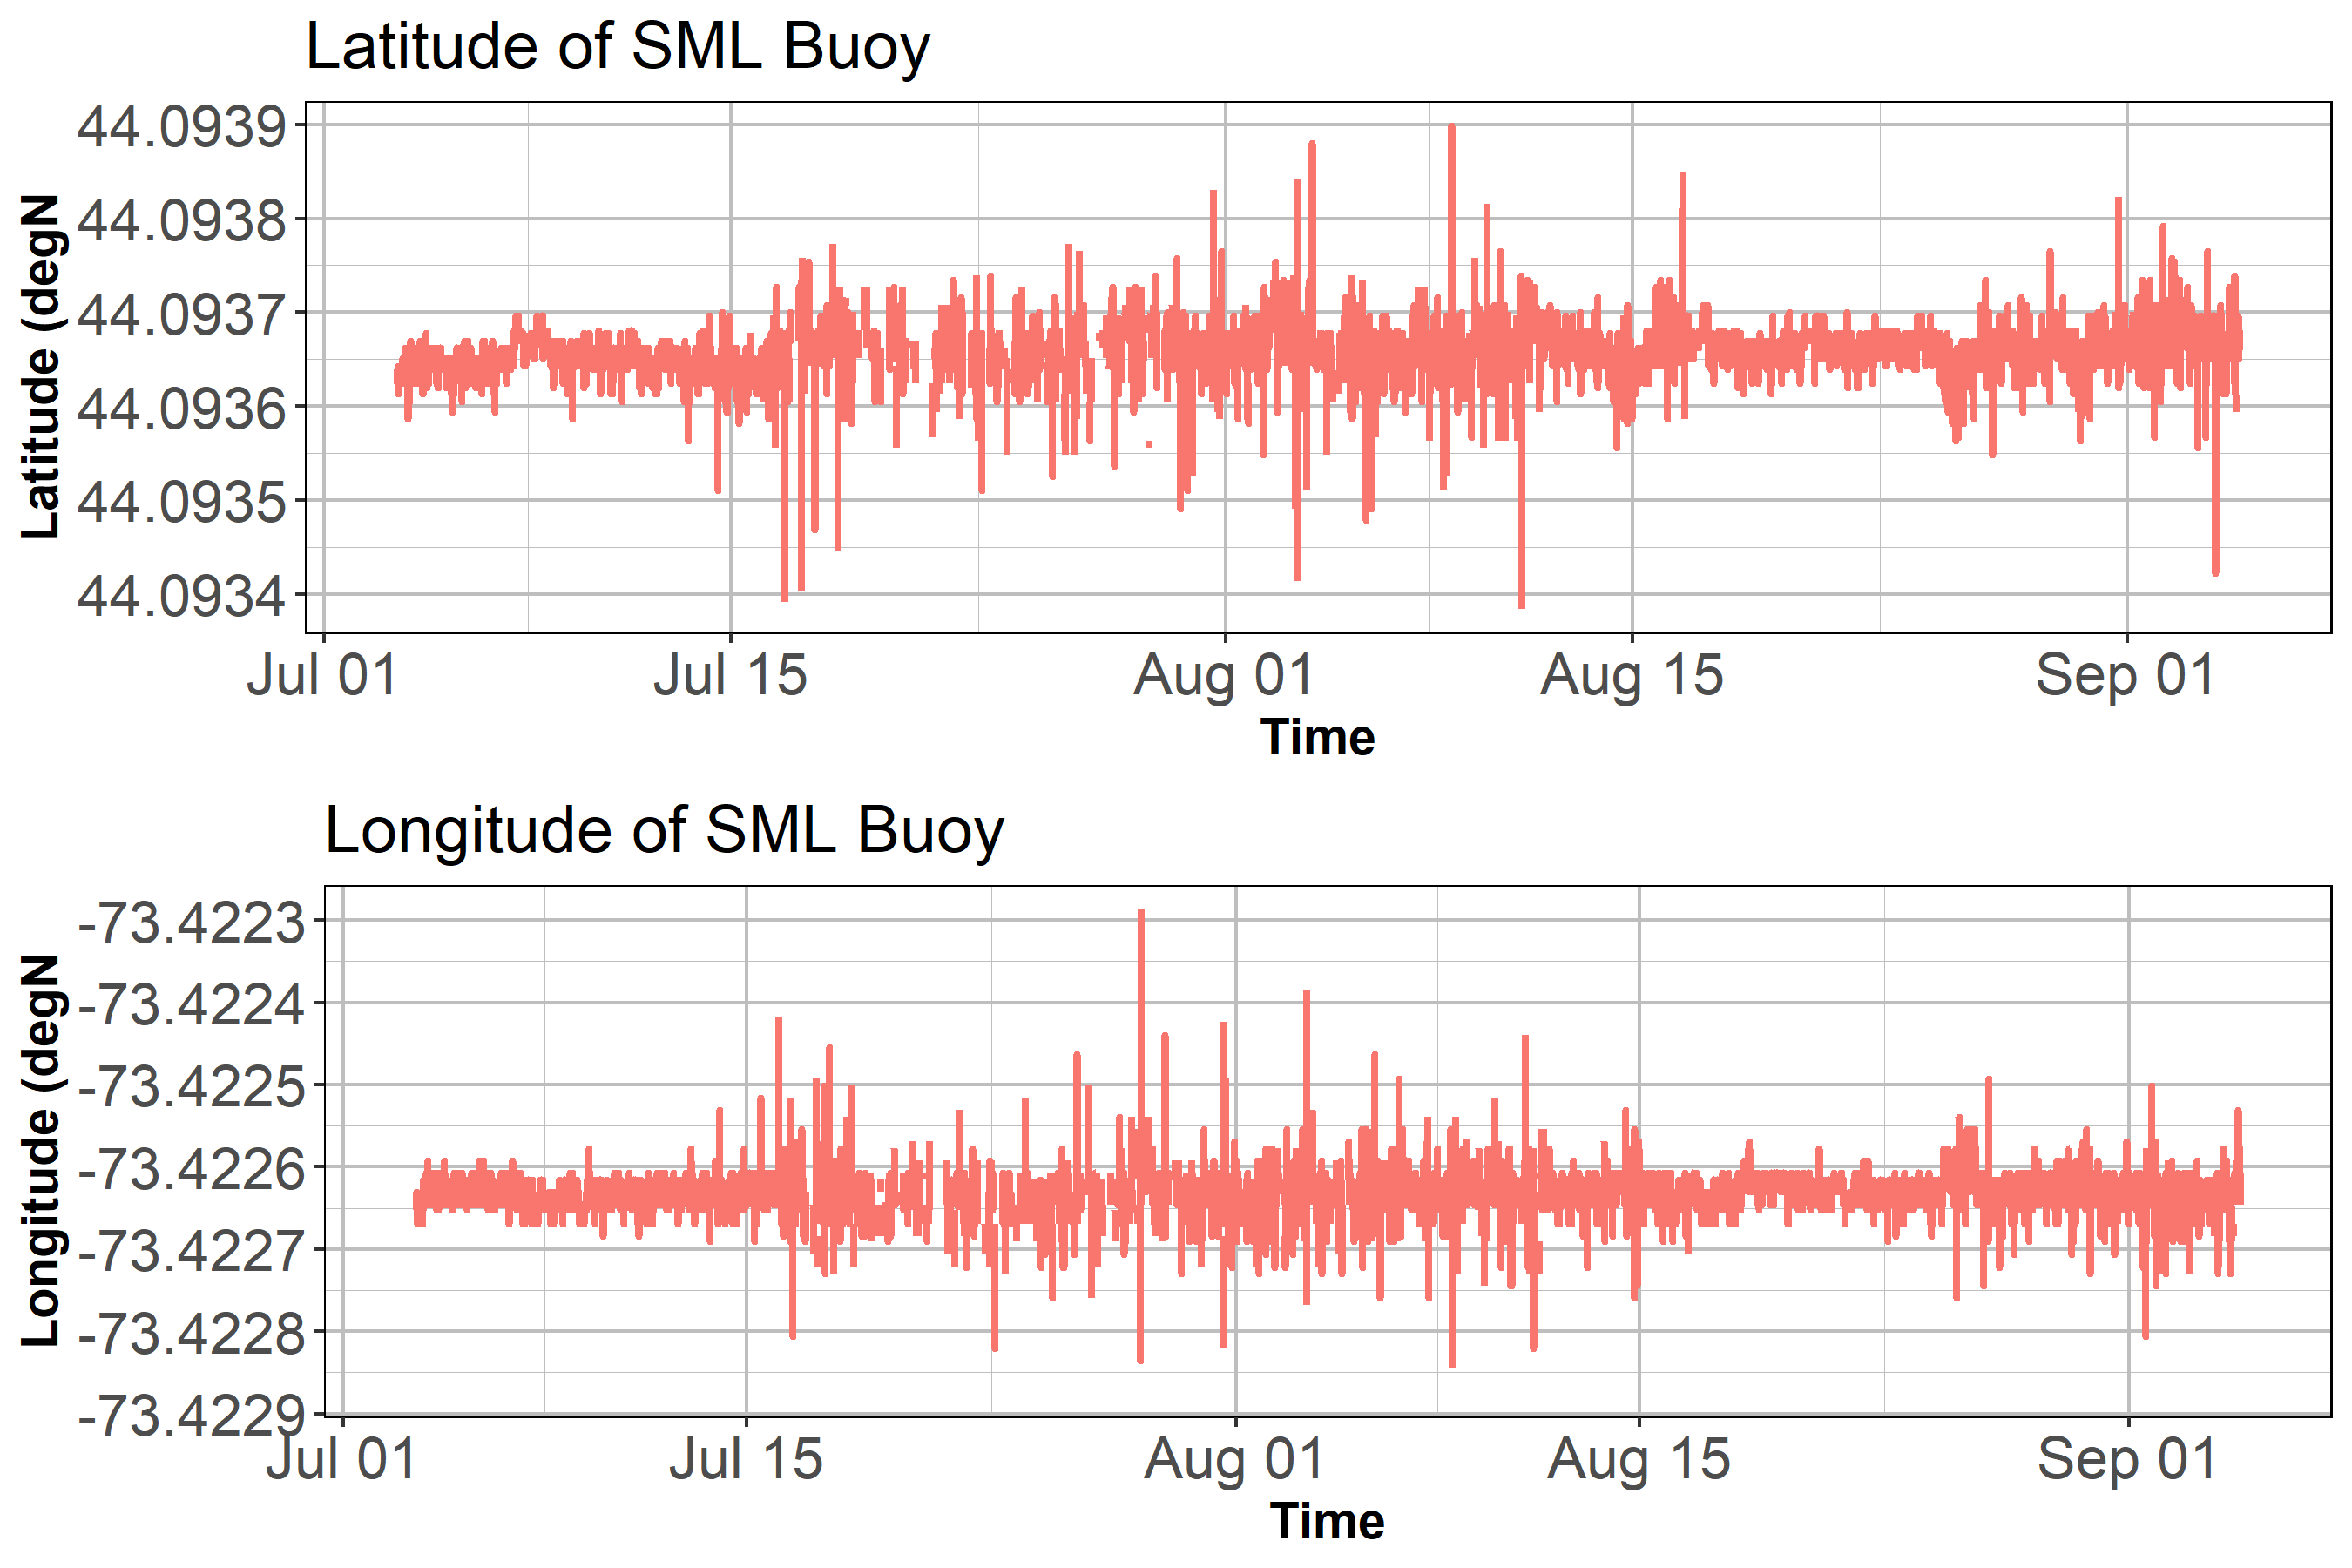 Latitude of SML Buoy
Latitude (degN
44.0939
44.0938
44.0937
44.0936
44.0935
44.0934
Jul 01 Jul 15 Aug 01 Aug 15 Sep 01
Time
Longitude of SML Buoy
Longitude (degN
-73.4223
-73.4224
-73.4225
-73.4226
-73.4227
-73.4228
-73.4229
Jul 01 Jul 15 Aug 01 Aug 15 Sep 01
Time